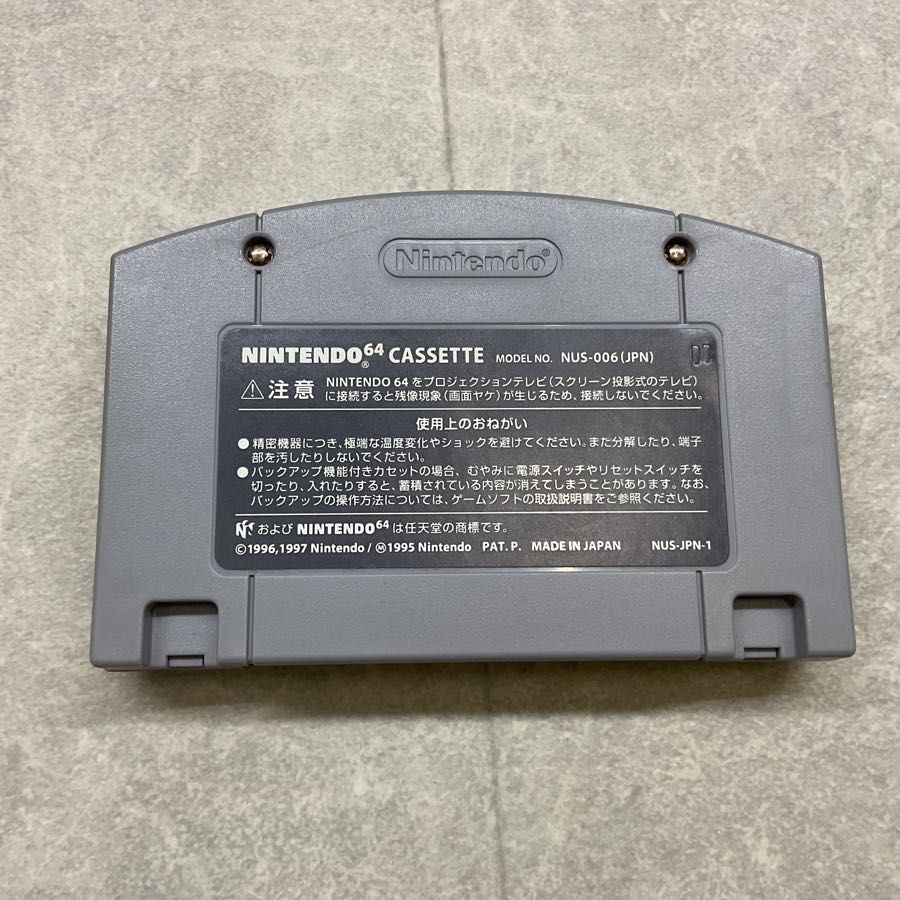 Nintendo®
NINTENDO64® CASSETTE MODEL NO. NUS-006(JPN) 00
⚠注意 NINTENDO 64 をプロジェクションテレビ(スクリーン投影式のテレビ)
に接続すると残像現象(画面ヤケ)が生じるため、接続しないでください。
使用上のおねがい
●精密機器につき、極端な温度変化やショックを避けてください。また分解したり、端子
部を汚したりしないでください。
●バックアップ機能付きカセットの場合、むやみに電源スイッチやリセットスイッチを
切ったり、入れたりすると、蓄積されている内容が消えてしまうことがあります。なお、
バックアップの操作方法については、ゲームソフトの取扱説明書をご参照ください。
および NINTENDO64 は任天堂の商標です。
©1996,1997 Nintendo/Ⓜ1995 Nintendo PAT. P. MADE IN JAPAN NUS-JPN-1